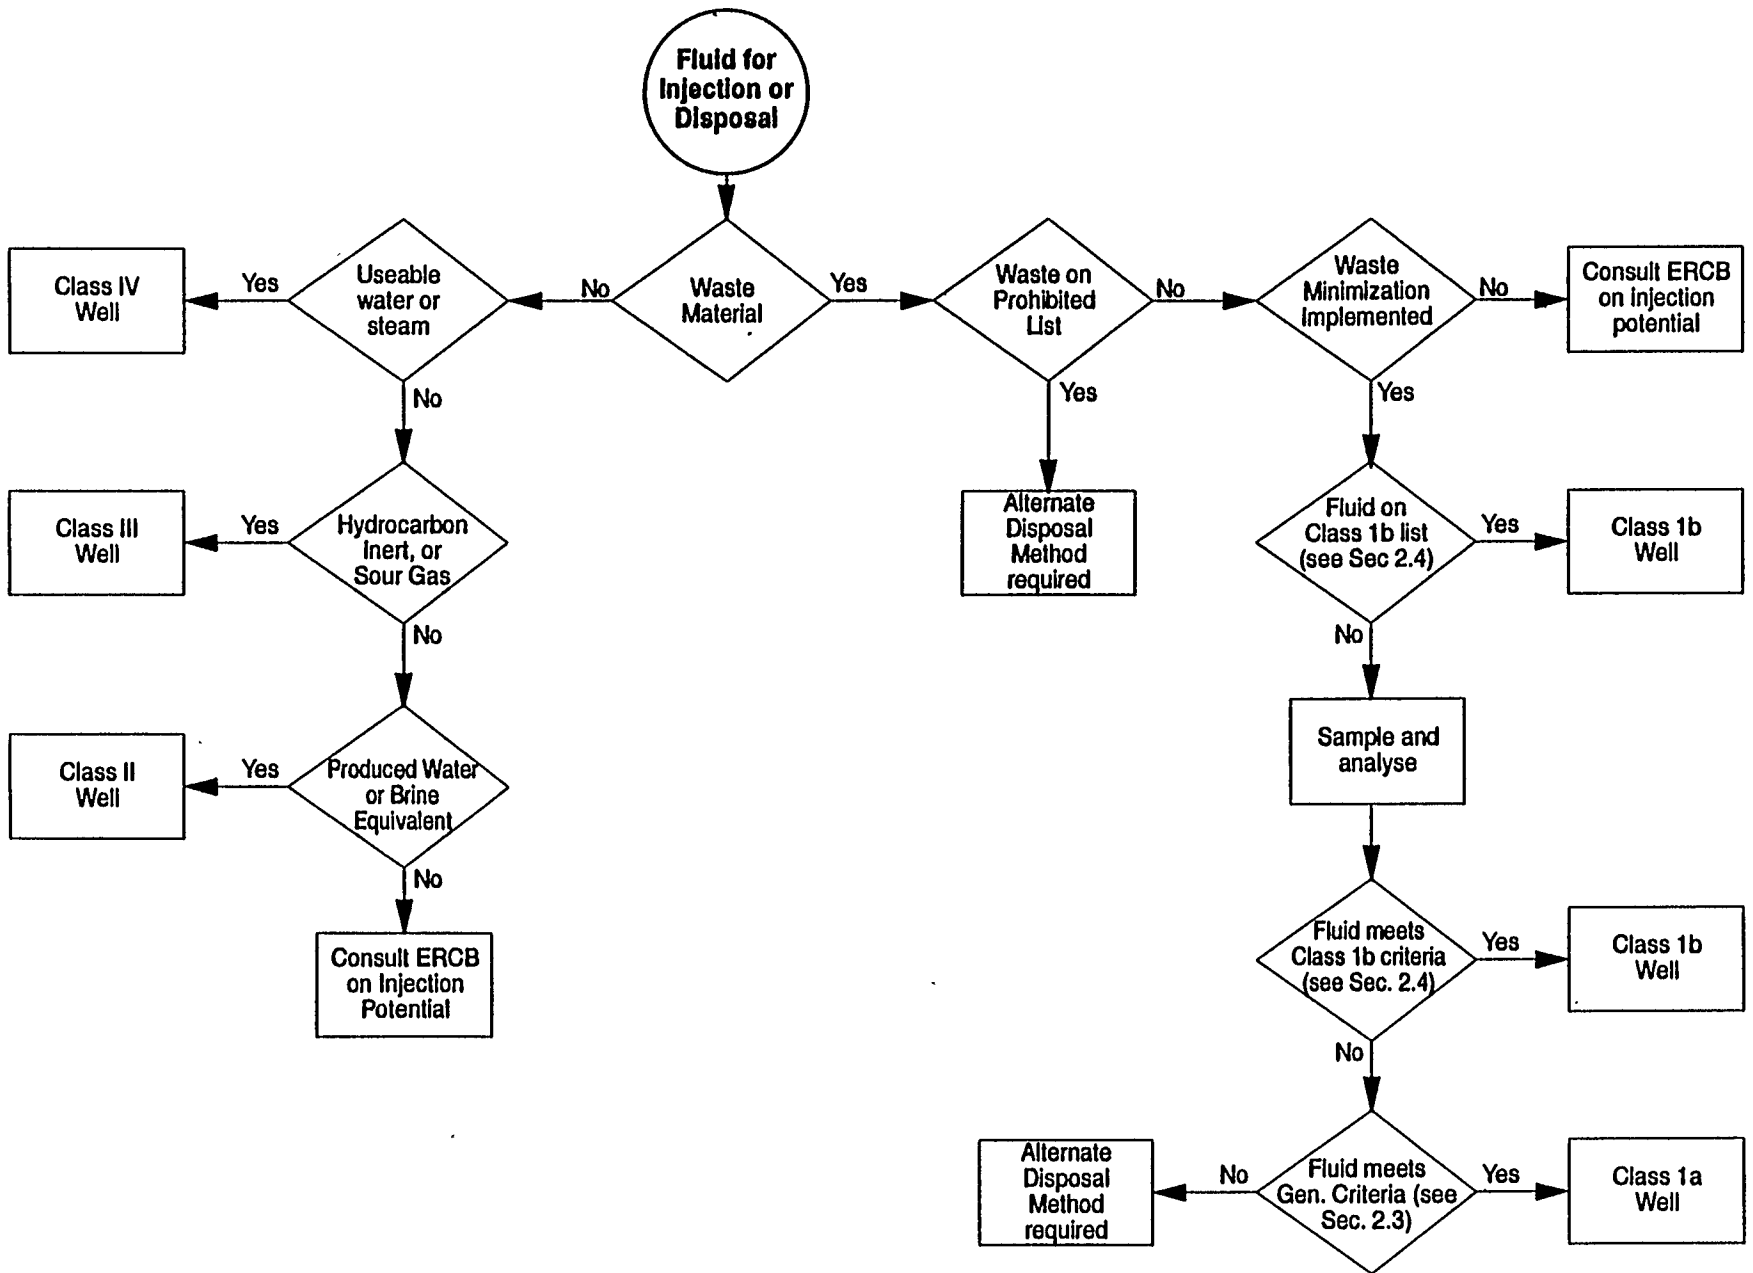 Fluid for
Injection or
Disposal
Class IV
Well
Yes
Useable
water or
steam
No
Waste
Material
Yes
Waste on
Prohibited
List
No
Waste
Minimization
Implemented
No
Consult ERCB
on injection
potential
No
Yes
Yes
Class III
Well
Yes
Hydrocarbon
Inert, or
Sour Gas
Alternate
Disposal
Method
required
Fluid on
Class 1b list
(see Sec 2.4)
Yes
Class 1b
Well
No
No
Sample and
analyse
Class II
Well
Yes
Produced Water
or Brine
Equivalent
No
Consult ERCB
on Injection
Potential
Fluid meets
Class 1b criteria
(see Sec. 2.4)
Yes
Class 1b
Well
No
Alternate
Disposal
Method
required
No
Fluid meets
Gen. Criteria (see
Sec. 2.3)
Yes
Class 1a
Well